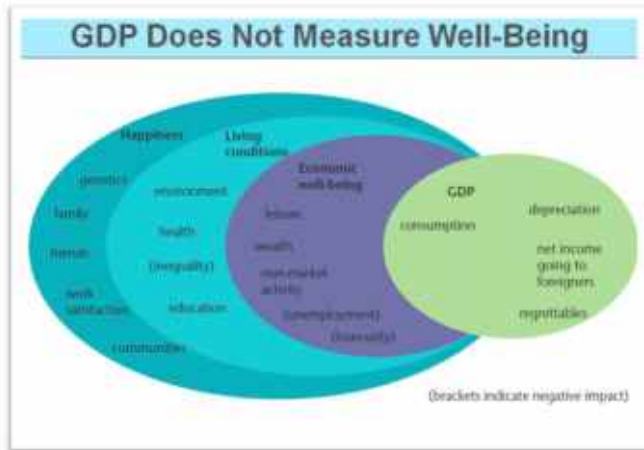 GDP Does Not Measure Well-Being
Happiness
Living
conditions
Economic
well-being
GDP
genetics
family
friends
work
satisfaction
communities
environment
health
(inequality)
education
leisure
wealth
non-market
activity
(unemployment)
(insecurity)
consumption
depreciation
net income
going to
foreigners
regrettables
(brackets indicate negative impact)